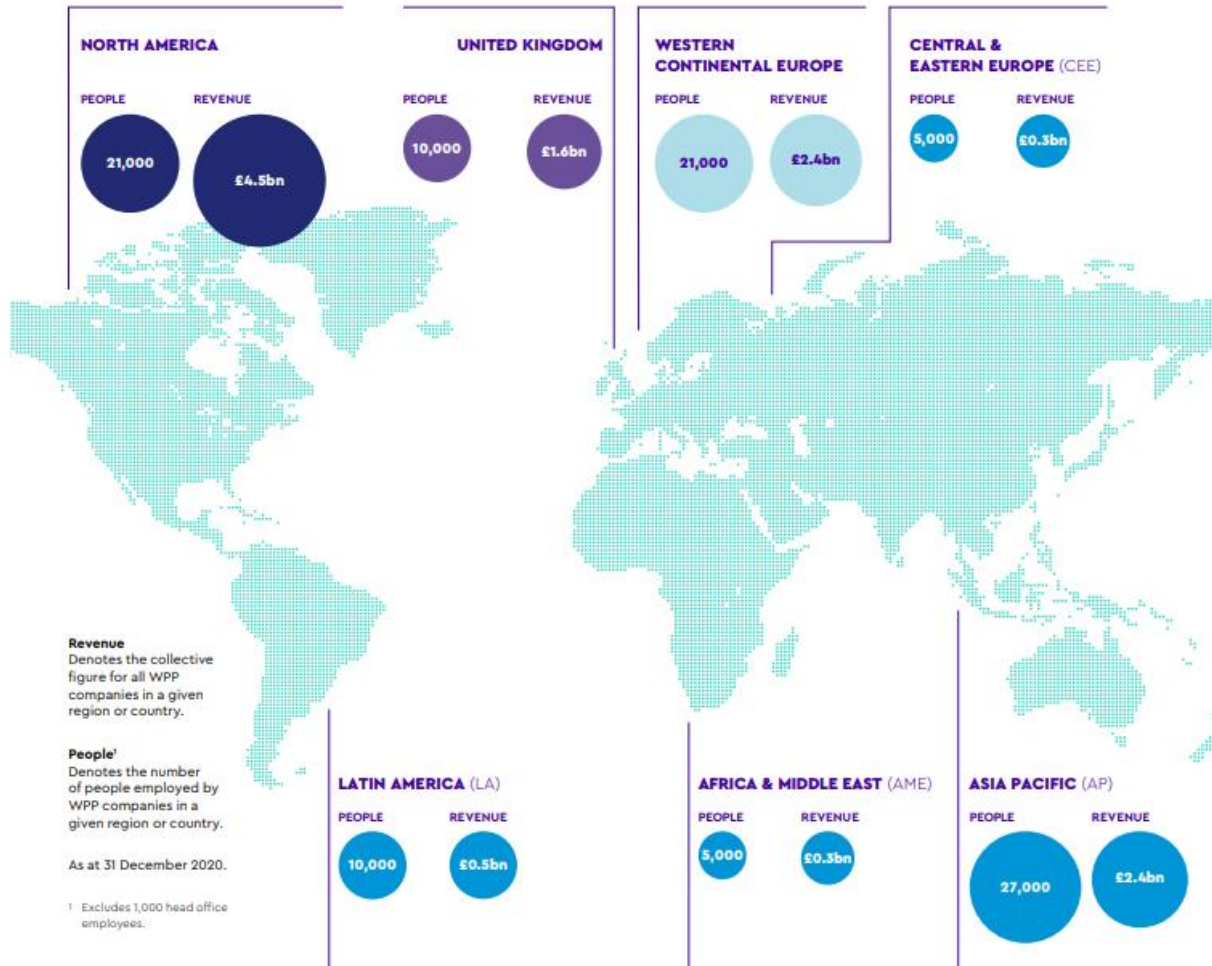 NORTH AMERICA
PEOPLE
REVENUE
21,000
£4.5bn
UNITED KINGDOM
PEOPLE
REVENUE
10,000
£1.6bn
WESTERN
CONTINENTAL EUROPE
PEOPLE
REVENUE
21,000
£2.4bn
CENTRAL &
EASTERN EUROPE (CEE)
PEOPLE
REVENUE
5,000
£0.3bn
Revenue
Denotes the collective
figure for all WPP
companies in a given
region or country.
People¹
Denotes the number
of people employed by
WPP companies in a
given region or country.
As at 31 December 2020.
¹ Excludes 1,000 head office
employees.
LATIN AMERICA (LA)
PEOPLE
REVENUE
10,000
£0.5bn
AFRICA & MIDDLE EAST (AME)
PEOPLE
REVENUE
5,000
£0.3bn
ASIA PACIFIC (AP)
PEOPLE
REVENUE
27,000
£2.4bn